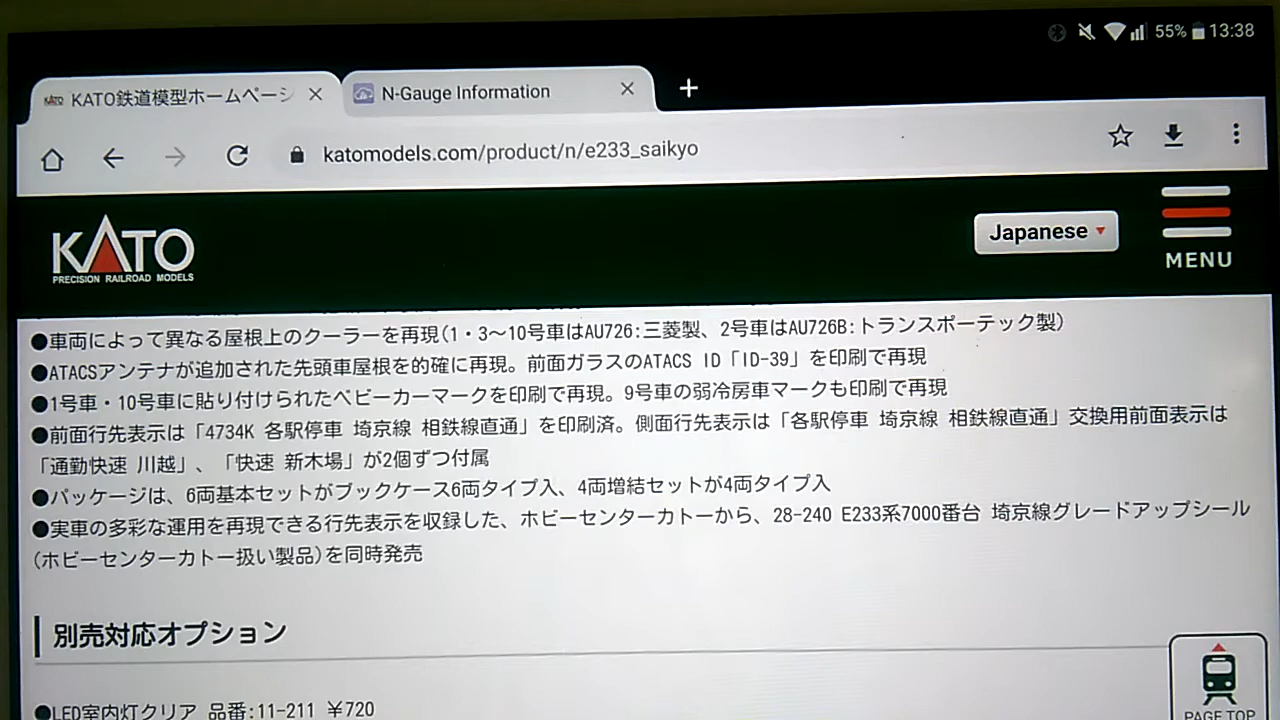 55% 13:38
KATO KATO鉄道模型ホームページ
N-Gauge Information
katomodels.com/product/n/e233_saikyo
KATO
PRECISION RAILROAD MODELS
Japanese
MENU
●車両によって異なる屋根上のクーラーを再現(1・3～10号車はAU726:三菱製、2号車はAU726B:トランスポーテック製)
●ATACSアンテナが追加された先頭車屋根を的確に再現。前面ガラスのATACS ID「ID-39」を印刷で再現
●1号車・10号車に貼り付けられたベビーカーマークを印刷で再現。9号車の弱冷房車マークも印刷で再現
●前面行先表示は「4734K 各駅停車 埼京線 相鉄線直通」を印刷済。側面行先表示は「各駅停車 埼京線 相鉄線直通」交換用前面表示は
「通勤快速 川越」、「快速 新木場」が2個ずつ付属
●パッケージは、6両基本セットがブックケース6両タイプ入、4両増結セットが4両タイプ入
●実車の多彩な運用を再現できる行先表示を収録した、ホビーセンターカトーから、28-240 E233系7000番台 埼京線グレードアップシール
(ホビーセンターカトー扱い製品)を同時発売
別売対応オプション
●LED室内灯クリア 品番:11-211 ¥720
PAGE TOP